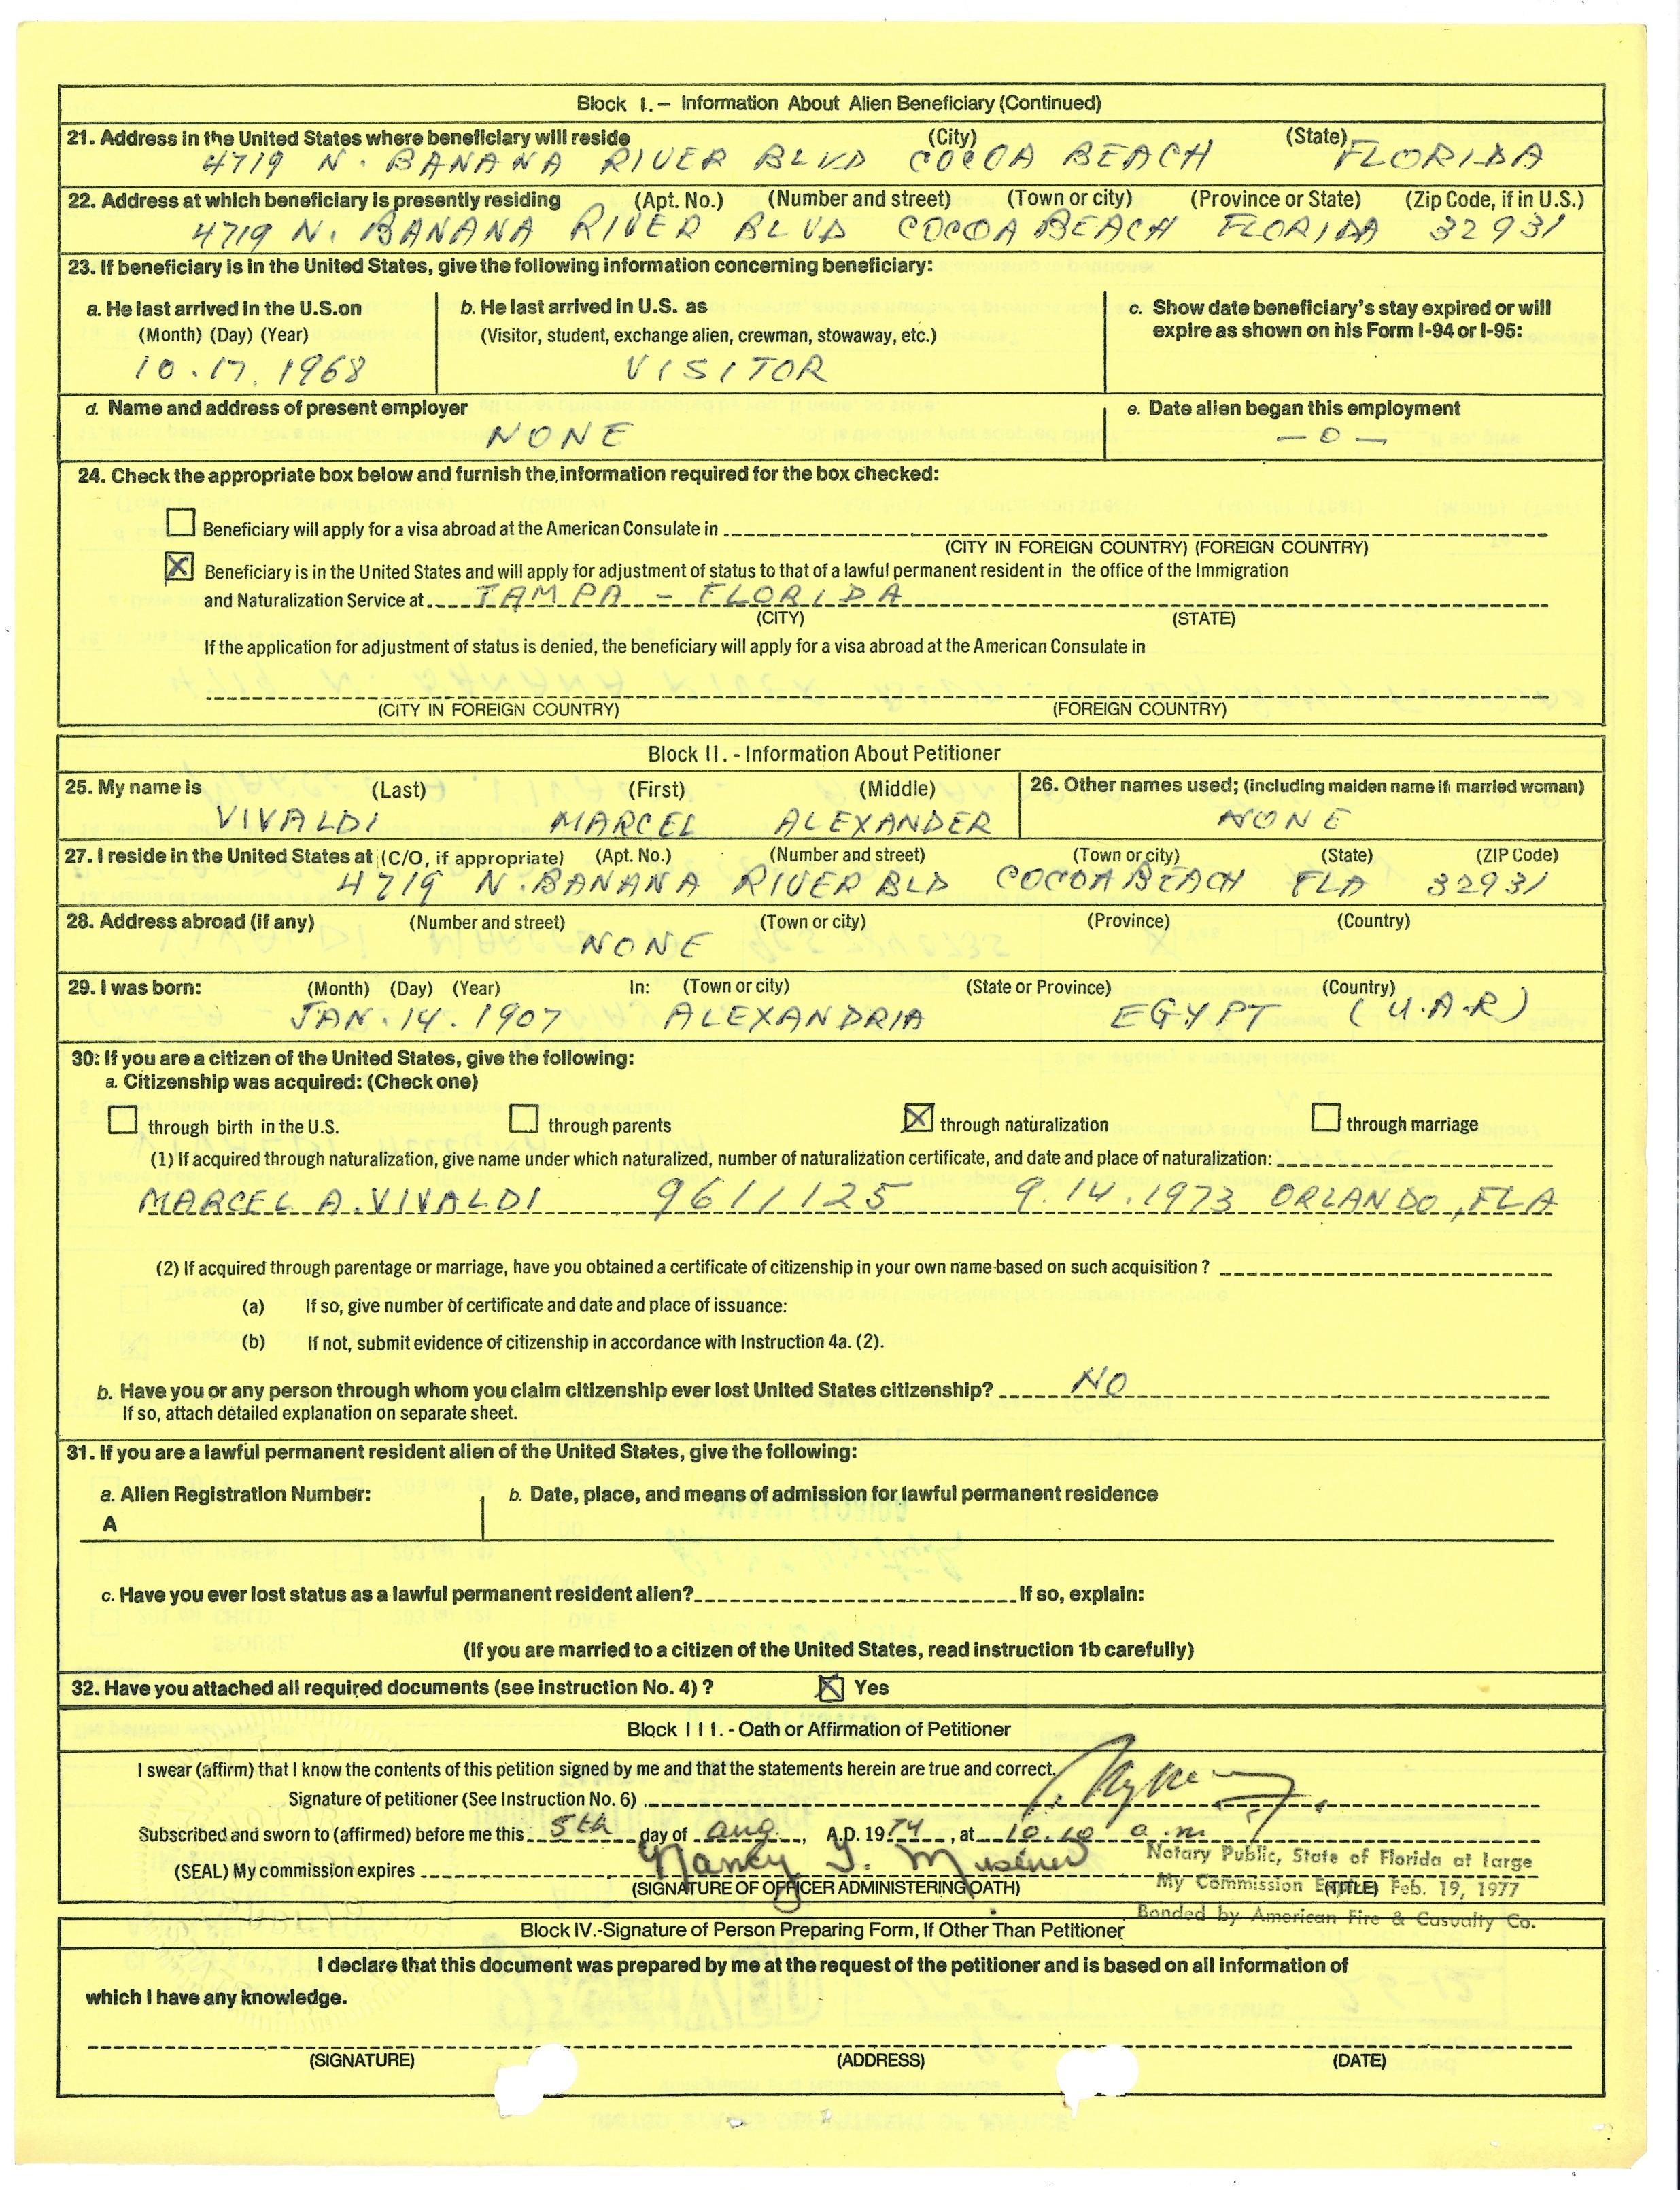 Block I. – Information About Alien Beneficiary (Continued)
21. Address in the United States where beneficiary will reside (City) (State)
4719 N. BANANA RIVER BLVD COCOA BEACH FLORIDA
22. Address at which beneficiary is presently residing (Apt. No.) (Number and street) (Town or city) (Province or State) (Zip Code, if in U.S.)
4719 N. BANANA RIVER BLVD COCOA BEACH FLORIDA 32931
23. If beneficiary is in the United States, give the following information concerning beneficiary:
a. He last arrived in the U.S. on
(Month) (Day) (Year)
10.17.1968
b. He last arrived in U.S. as
(Visitor, student, exchange alien, crewman, stowaway, etc.)
VISITOR
c. Show date beneficiary's stay expired or will
expire as shown on his Form I-94 or I-95:
d. Name and address of present employer
NONE
e. Date alien began this employment
— 0 —
24. Check the appropriate box below and furnish the information required for the box checked:
Beneficiary will apply for a visa abroad at the American Consulate in
(CITY IN FOREIGN COUNTRY) (FOREIGN COUNTRY)
X Beneficiary is in the United States and will apply for adjustment of status to that of a lawful permanent resident in the office of the Immigration
and Naturalization Service at TAMPA – FLORIDA
(CITY) (STATE)
If the application for adjustment of status is denied, the beneficiary will apply for a visa abroad at the American Consulate in
(CITY IN FOREIGN COUNTRY) (FOREIGN COUNTRY)
Block II. - Information About Petitioner
25. My name is (Last) (First) (Middle)
VIVALDI MARCEL ALEXANDER
26. Other names used; (including maiden name if married woman)
NONE
27. I reside in the United States at (C/O, if appropriate) (Apt. No.) (Number and street) (Town or city) (State) (ZIP Code)
4719 N. BANANA RIVER BLD COCOA BEACH FLA 32931
28. Address abroad (if any) (Number and street) (Town or city) (Province) (Country)
NONE
29. I was born: (Month) (Day) (Year) In: (Town or city) (State or Province) (Country)
JAN. 14. 1907 ALEXANDRIA EGYPT (U.A.R)
30. If you are a citizen of the United States, give the following:
a. Citizenship was acquired: (Check one)
through birth in the U.S. through parents X through naturalization through marriage
(1) If acquired through naturalization, give name under which naturalized, number of naturalization certificate, and date and place of naturalization:
MARCEL A. VIVALDI 9611125 9.14.1973 ORLANDO, FLA
(2) If acquired through parentage or marriage, have you obtained a certificate of citizenship in your own name based on such acquisition ?
(a) If so, give number of certificate and date and place of issuance:
(b) If not, submit evidence of citizenship in accordance with Instruction 4a. (2).
b. Have you or any person through whom you claim citizenship ever lost United States citizenship? NO
If so, attach detailed explanation on separate sheet.
31. If you are a lawful permanent resident alien of the United States, give the following:
a. Alien Registration Number:
A
b. Date, place, and means of admission for lawful permanent residence
c. Have you ever lost status as a lawful permanent resident alien? If so, explain:
(If you are married to a citizen of the United States, read instruction 1b carefully)
32. Have you attached all required documents (see instruction No. 4) ? X Yes
Block III. - Oath or Affirmation of Petitioner
I swear (affirm) that I know the contents of this petition signed by me and that the statements herein are true and correct.
Signature of petitioner (See Instruction No. 6)
Subscribed and sworn to (affirmed) before me this 5th day of aug., A.D. 1974, at 10.10 a.m
(SEAL) My commission expires Nancy J. Misener
(SIGNATURE OF OFFICER ADMINISTERING OATH) (TITLE)
Notary Public, State of Florida at large
My Commission Expires Feb. 19, 1977
Bonded by American Fire & Casualty Co.
Block IV.-Signature of Person Preparing Form, If Other Than Petitioner
I declare that this document was prepared by me at the request of the petitioner and is based on all information of
which I have any knowledge.
(SIGNATURE) (ADDRESS) (DATE)